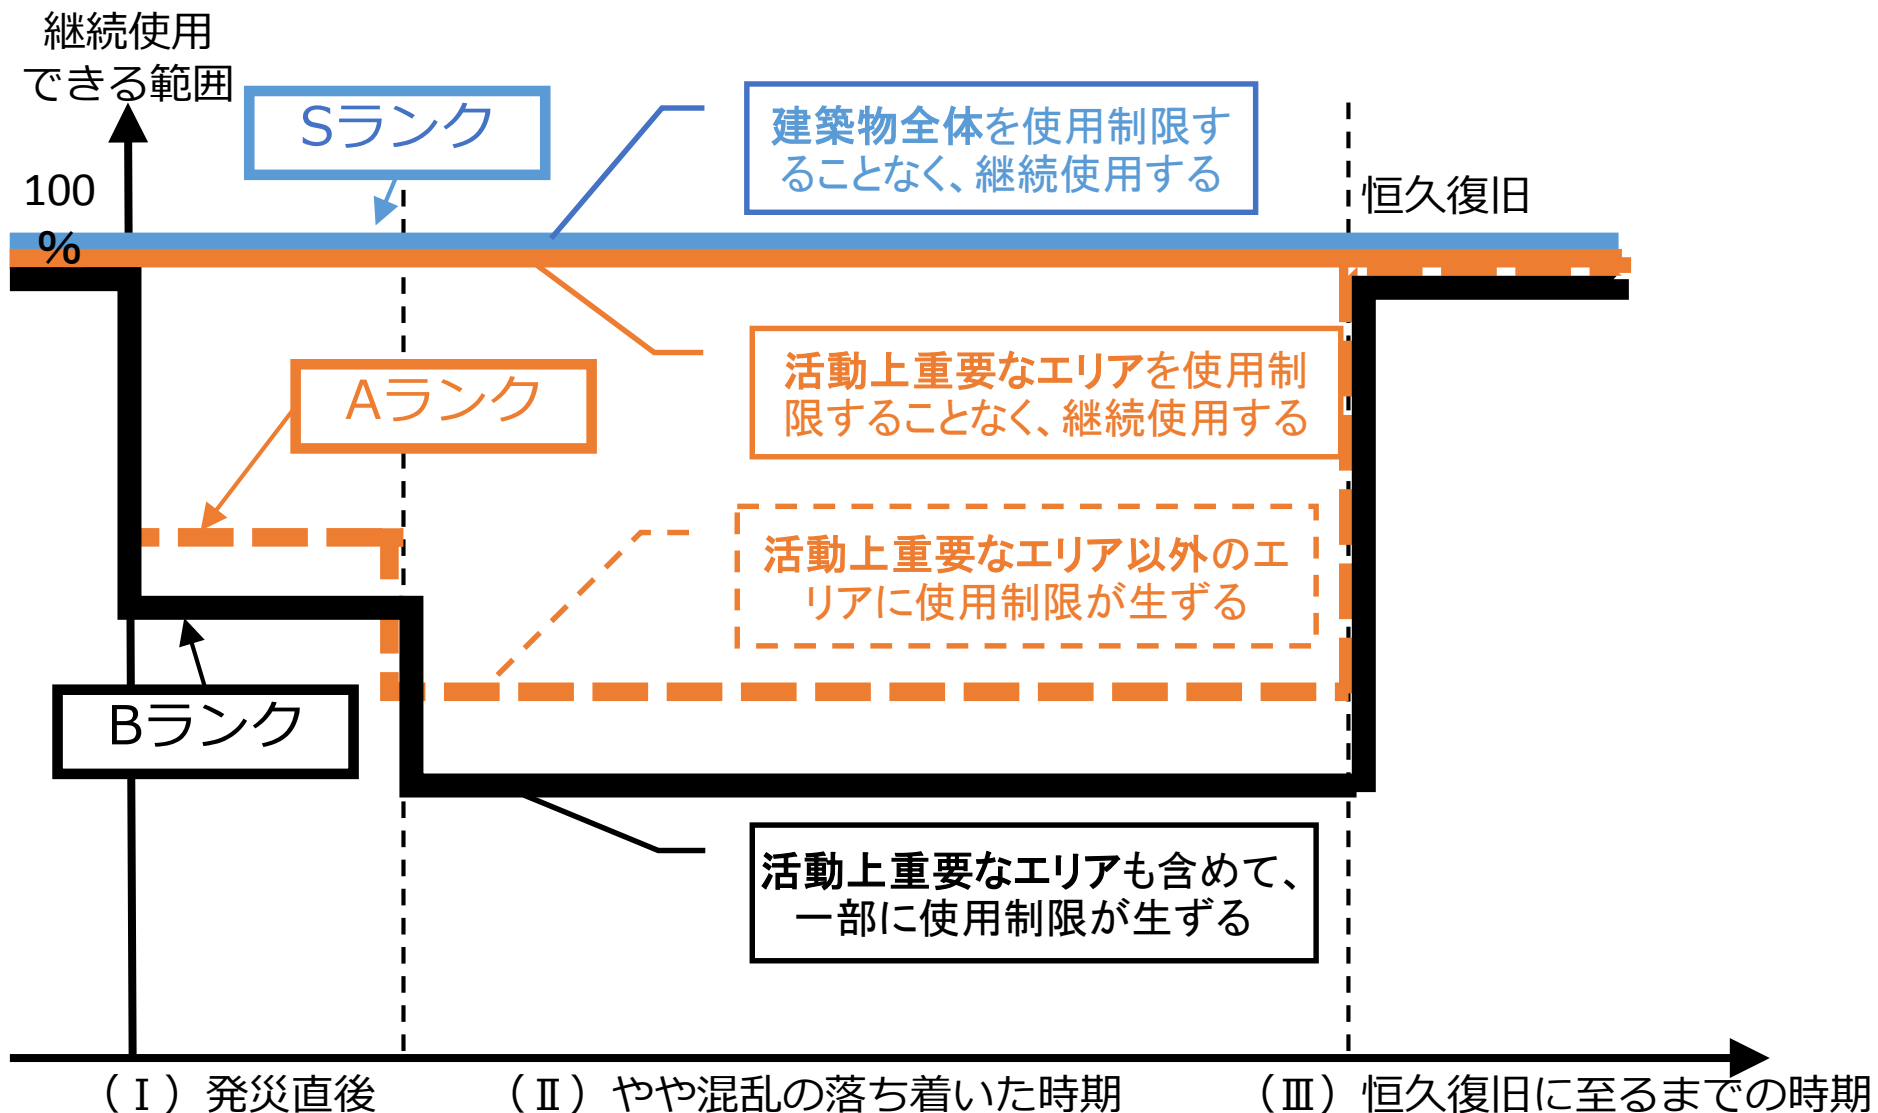 継続使用
できる範囲
100
%
Sランク
建築物全体を使用制限す
ることなく、継続使用する
恒久復旧
活動上重要なエリアを使用制
限することなく、継続使用する
Aランク
活動上重要なエリア以外のエ
リアに使用制限が生ずる
Bランク
活動上重要なエリアも含めて、
一部に使用制限が生ずる
（Ⅰ）発災直後
（Ⅱ）やや混乱の落ち着いた時期
（Ⅲ）恒久復旧に至るまでの時期